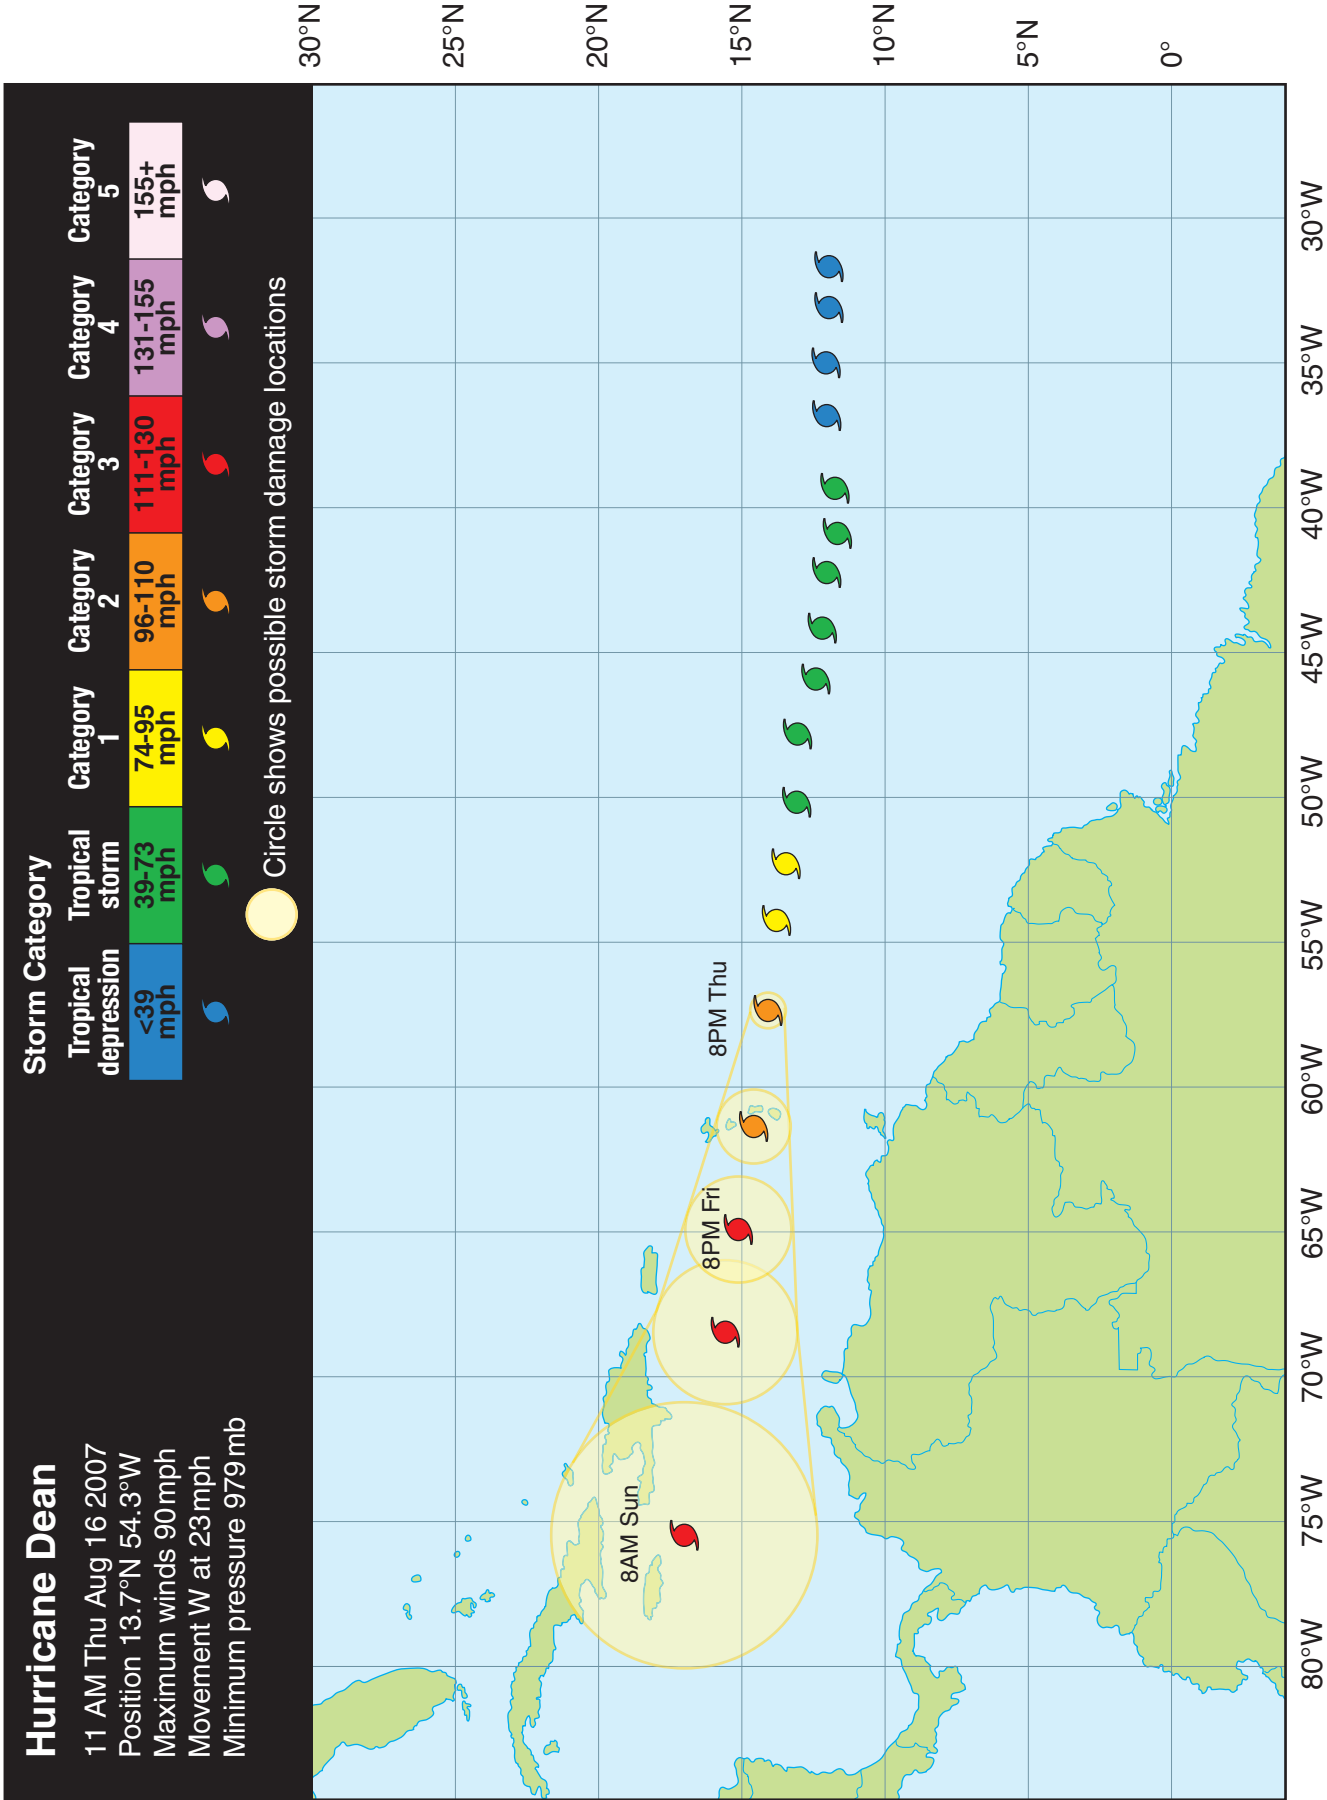 Hurricane Dean
11 AM Thu Aug 16 2007
Position 13.7°N 54.3°W
Maximum winds 90mph
Movement W at 23mph
Minimum pressure 979mb
Storm Category
Tropical depression
Tropical storm
Category 1
Category 2
Category 3
Category 4
Category 5
<39 mph
39-73 mph
74-95 mph
96-110 mph
111-130 mph
131-155 mph
155+ mph
Circle shows possible storm damage locations
30°N
25°N
20°N
15°N
10°N
5°N
0°
8AM Sun
8PM Fri
8PM Thu
80°W
75°W
70°W
65°W
60°W
55°W
50°W
45°W
40°W
35°W
30°W